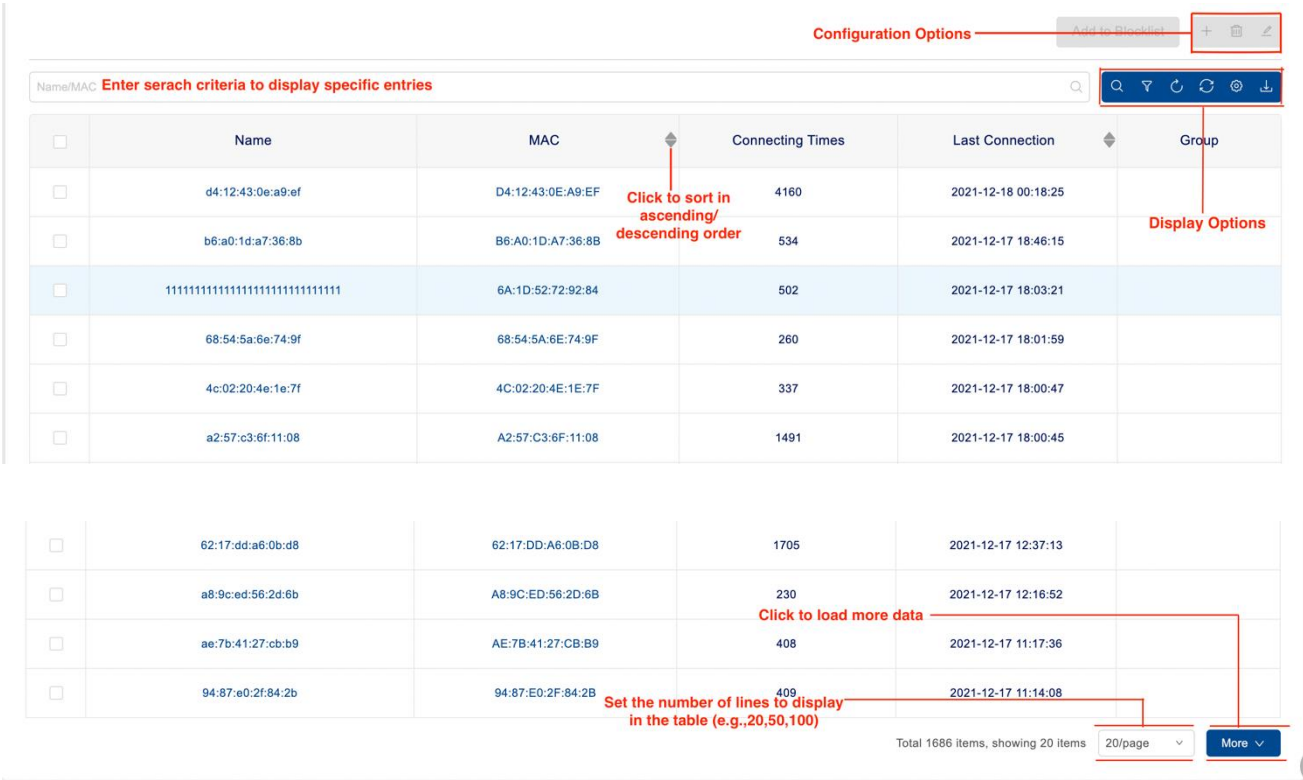 Configuration Options
Add to Blocklist
Name/MAC Enter serach criteria to display specific entries
Name MAC Connecting Times Last Connection Group
d4:12:43:0e:a9:ef D4:12:43:0E:A9:EF 4160 2021-12-18 00:18:25
Click to sort in
ascending/
descending order
Display Options
b6:a0:1d:a7:36:8b B6:A0:1D:A7:36:8B 534 2021-12-17 18:46:15
11111111111111111111111111111111 6A:1D:52:72:92:84 502 2021-12-17 18:03:21
68:54:5a:6e:74:9f 68:54:5A:6E:74:9F 260 2021-12-17 18:01:59
4c:02:20:4e:1e:7f 4C:02:20:4E:1E:7F 337 2021-12-17 18:00:47
a2:57:c3:6f:11:08 A2:57:C3:6F:11:08 1491 2021-12-17 18:00:45
62:17:dd:a6:0b:d8 62:17:DD:A6:0B:D8 1705 2021-12-17 12:37:13
a8:9c:ed:56:2d:6b A8:9C:ED:56:2D:6B 230 2021-12-17 12:16:52
Click to load more data
ae:7b:41:27:cb:b9 AE:7B:41:27:CB:B9 408 2021-12-17 11:17:36
94:87:e0:2f:84:2b 94:87:E0:2F:84:2B 409 2021-12-17 11:14:08
Set the number of lines to display
in the table (e.g.,20,50,100)
Total 1686 items, showing 20 items 20/page More